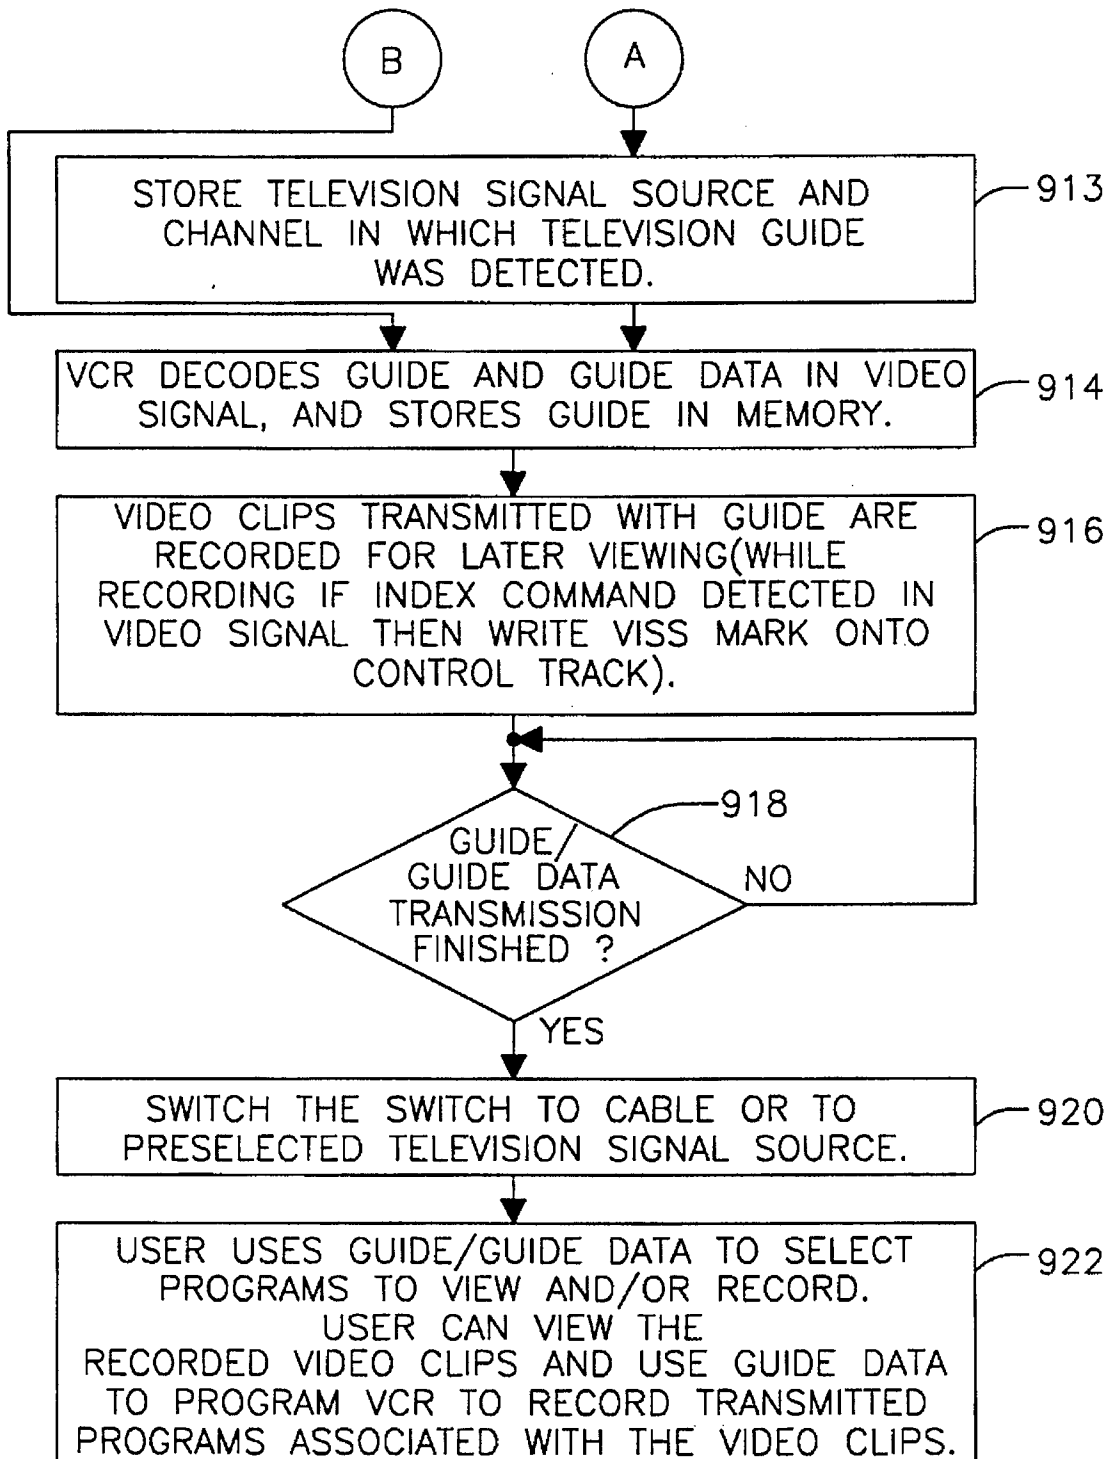 B
A
STORE TELEVISION SIGNAL SOURCE AND
CHANNEL IN WHICH TELEVISION GUIDE
WAS DETECTED.
913
VCR DECODES GUIDE AND GUIDE DATA IN VIDEO
SIGNAL, AND STORES GUIDE IN MEMORY.
914
VIDEO CLIPS TRANSMITTED WITH GUIDE ARE
RECORDED FOR LATER VIEWING(WHILE
RECORDING IF INDEX COMMAND DETECTED IN
VIDEO SIGNAL THEN WRITE VISS MARK ONTO
CONTROL TRACK).
916
GUIDE/
GUIDE DATA
TRANSMISSION
FINISHED ?
918
NO
YES
SWITCH THE SWITCH TO CABLE OR TO
PRESELECTED TELEVISION SIGNAL SOURCE.
920
USER USES GUIDE/GUIDE DATA TO SELECT
PROGRAMS TO VIEW AND/OR RECORD.
USER CAN VIEW THE
RECORDED VIDEO CLIPS AND USE GUIDE DATA
TO PROGRAM VCR TO RECORD TRANSMITTED
PROGRAMS ASSOCIATED WITH THE VIDEO CLIPS.
922